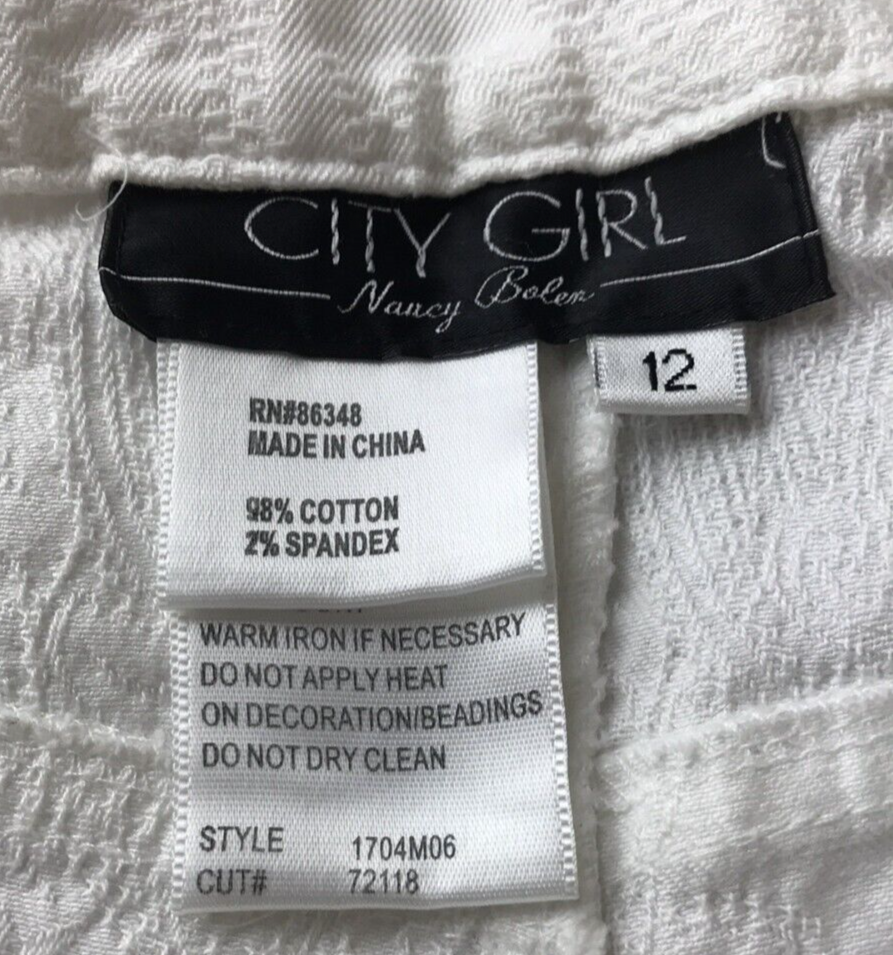 CITY GIRL
Nancy Bolen
12
RN#86348
MADE IN CHINA
98% COTTON
2% SPANDEX
WARM IRON IF NECESSARY
DO NOT APPLY HEAT
ON DECORATION/BEADINGS
DO NOT DRY CLEAN
STYLE 1704M06
CUT# 72118